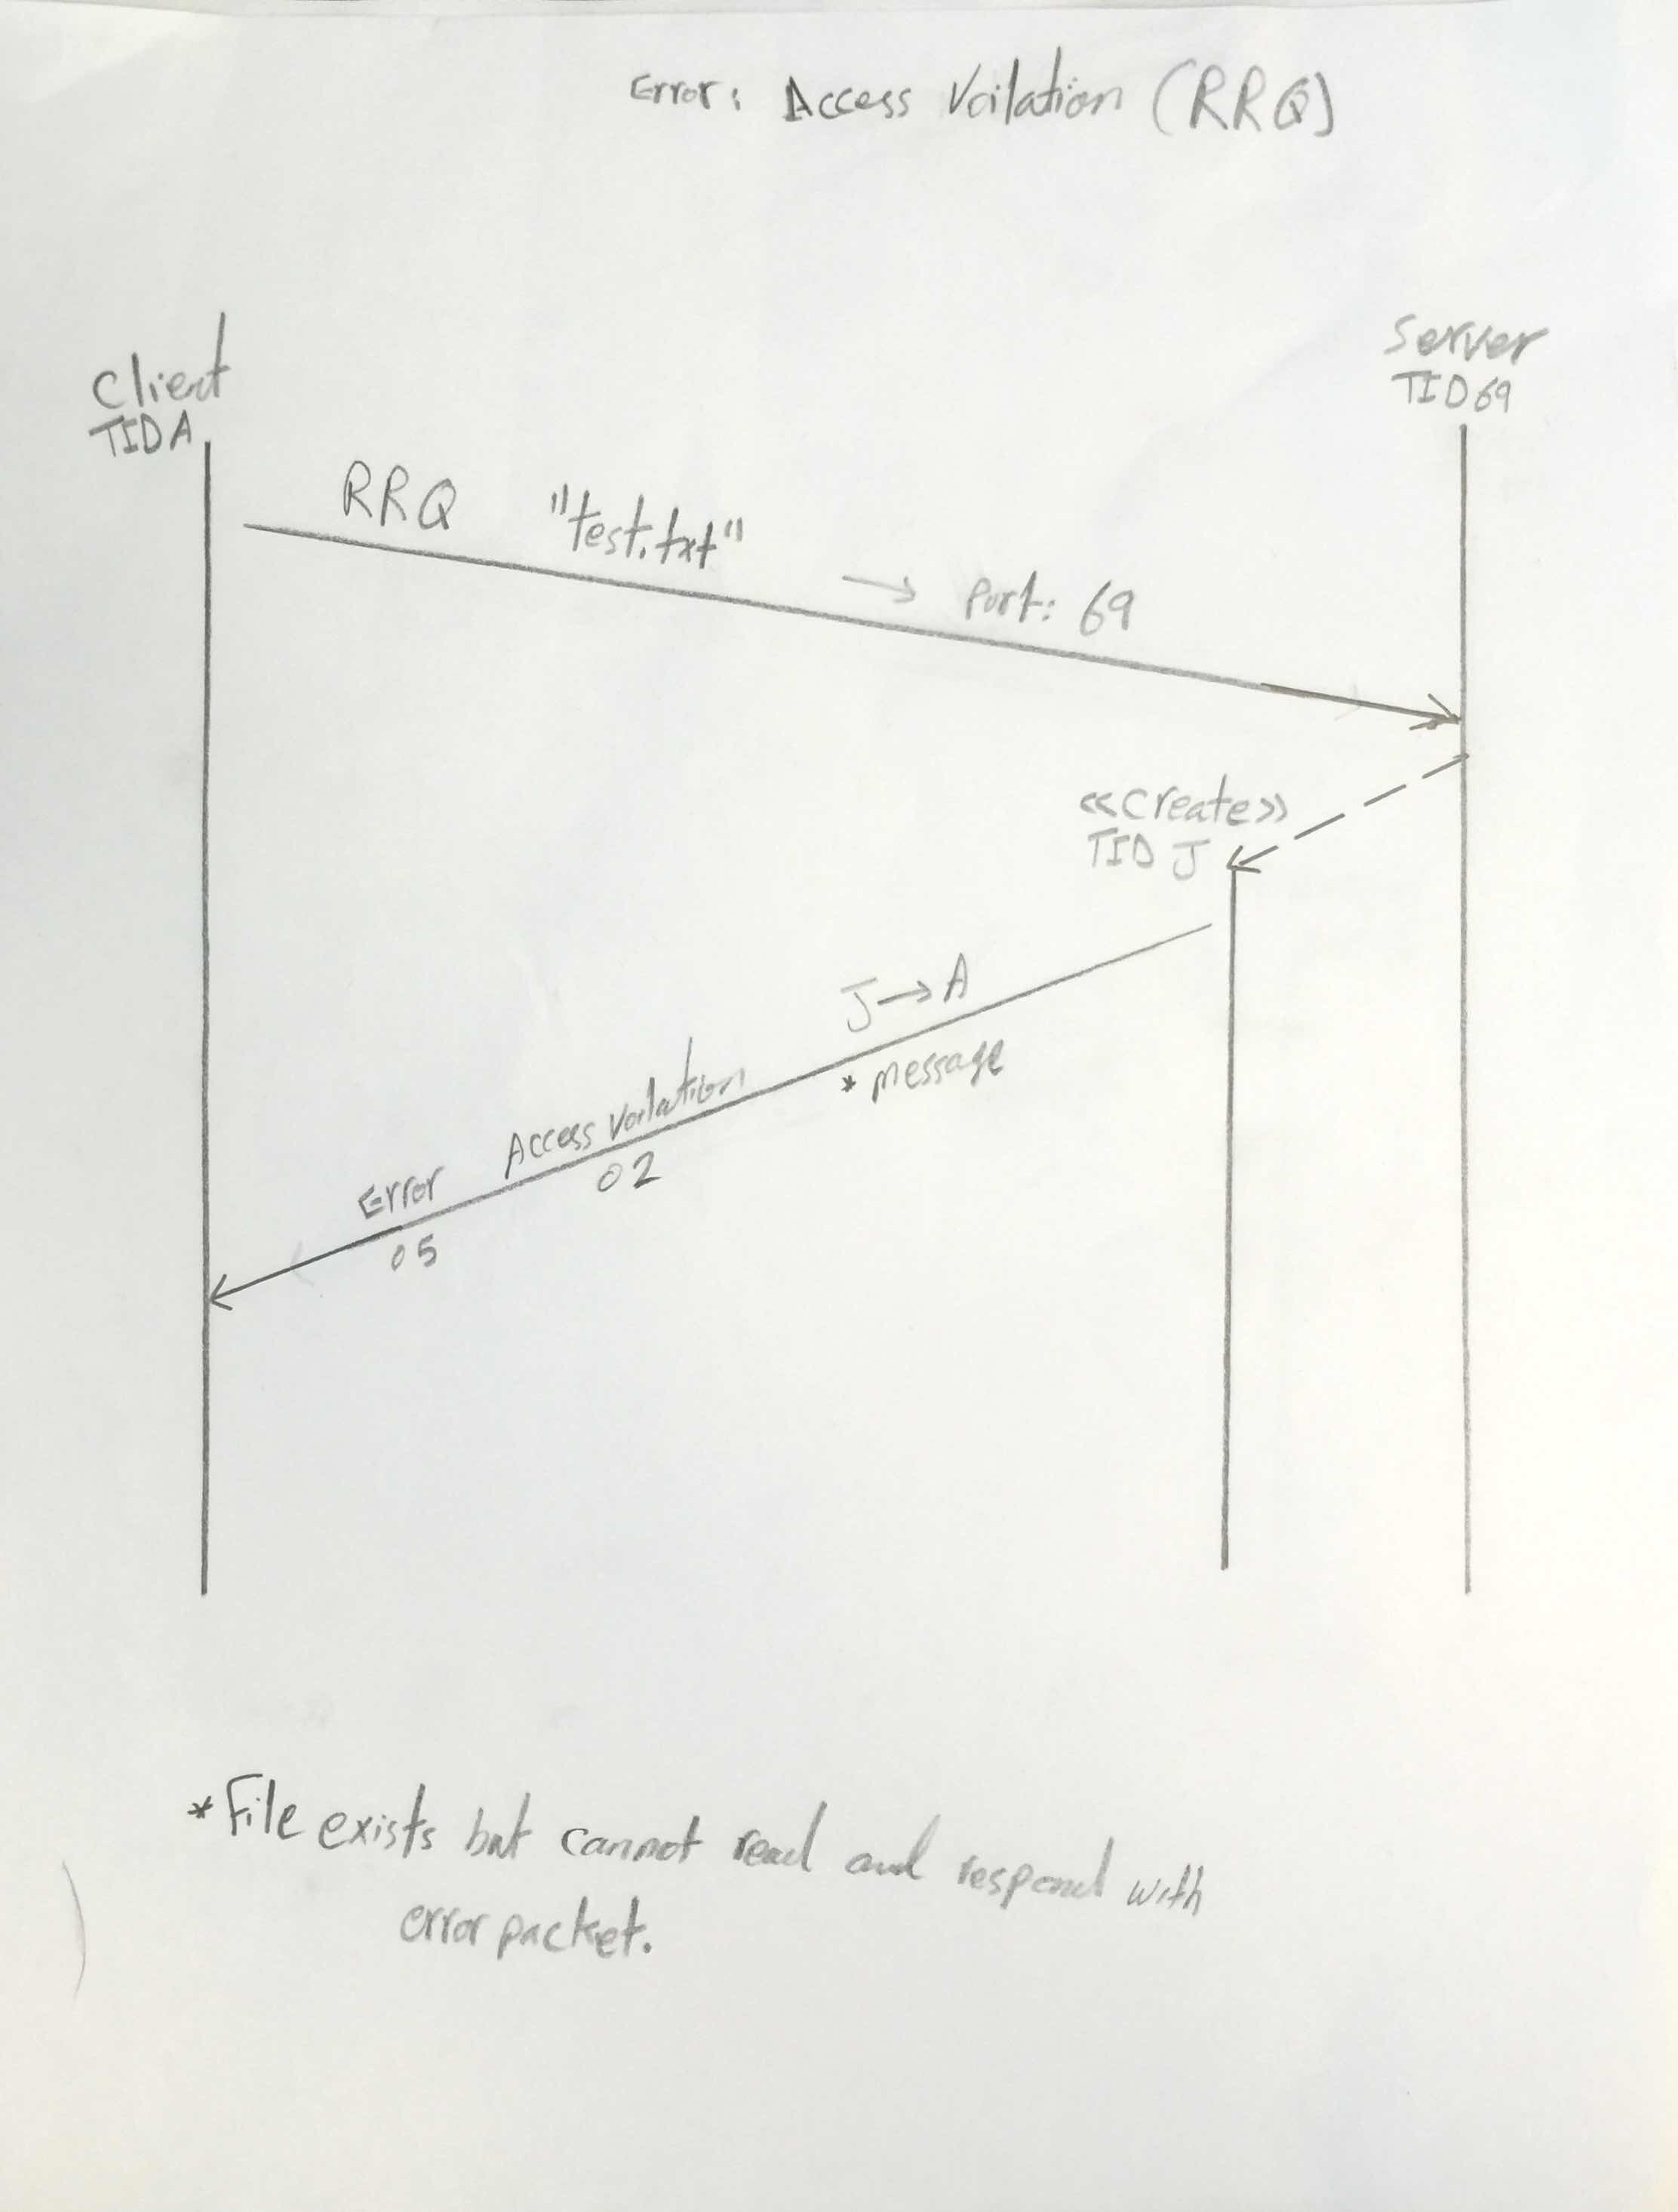 Error: Access Voilation (RRQ)
Server
TID 69
Client
TID A
RRQ "test.txt" → Port: 69
<<create>>
TID J
J → A
* message
Access Voilation
02
Error
05
* File exists but cannot read and respond with
error packet.